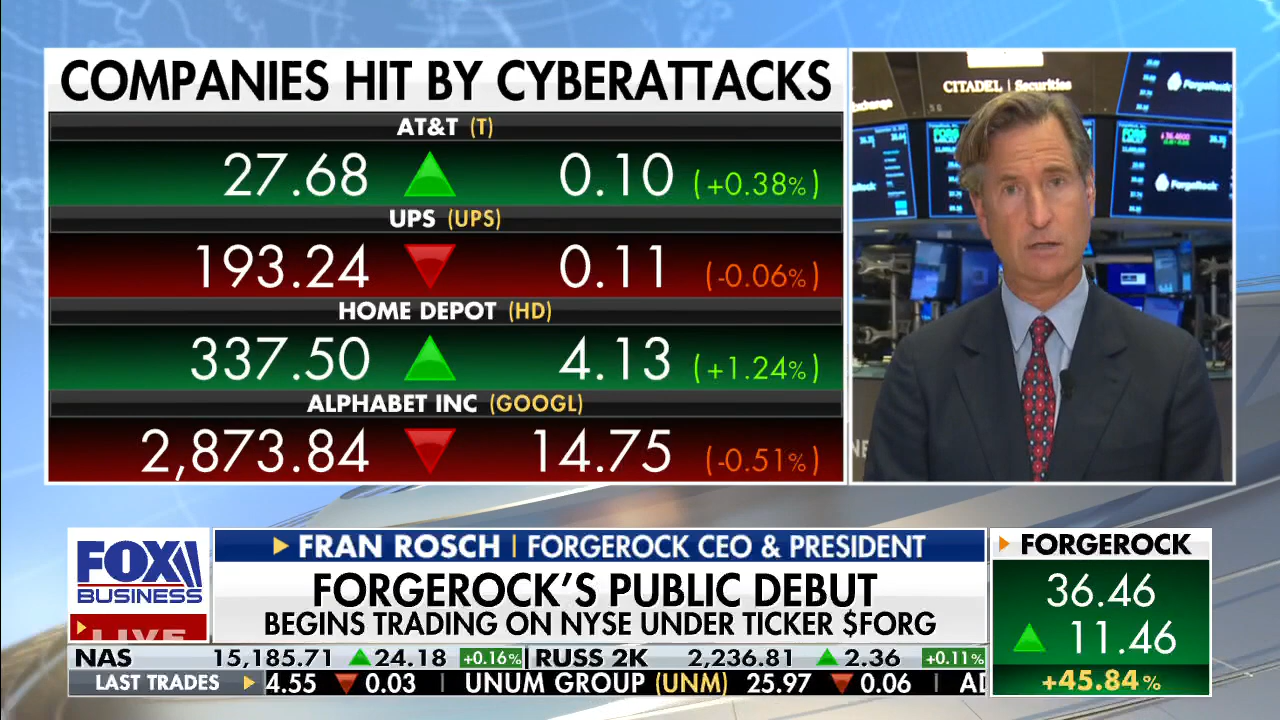 COMPANIES HIT BY CYBERATTACKS
AT&T (T)
27.68 0.10 (+0.38%)
UPS (UPS)
193.24 0.11 (-0.06%)
HOME DEPOT (HD)
337.50 4.13 (+1.24%)
ALPHABET INC (GOOGL)
2,873.84 14.75 (-0.51%)
CITADEL | Securities
ForgeRock
ForgeRock
FOX
BUSINESS
LIVE
FRAN ROSCH | FORGEROCK CEO & PRESIDENT
FORGEROCK'S PUBLIC DEBUT
BEGINS TRADING ON NYSE UNDER TICKER $FORG
FORGEROCK
36.46
11.46
+45.84%
NAS 15,185.71 24.18 +0.16% RUSS 2K 2,236.81 2.36 +0.11%
LAST TRADES 4.55 0.03 | UNUM GROUP (UNM) 25.97 0.06 |